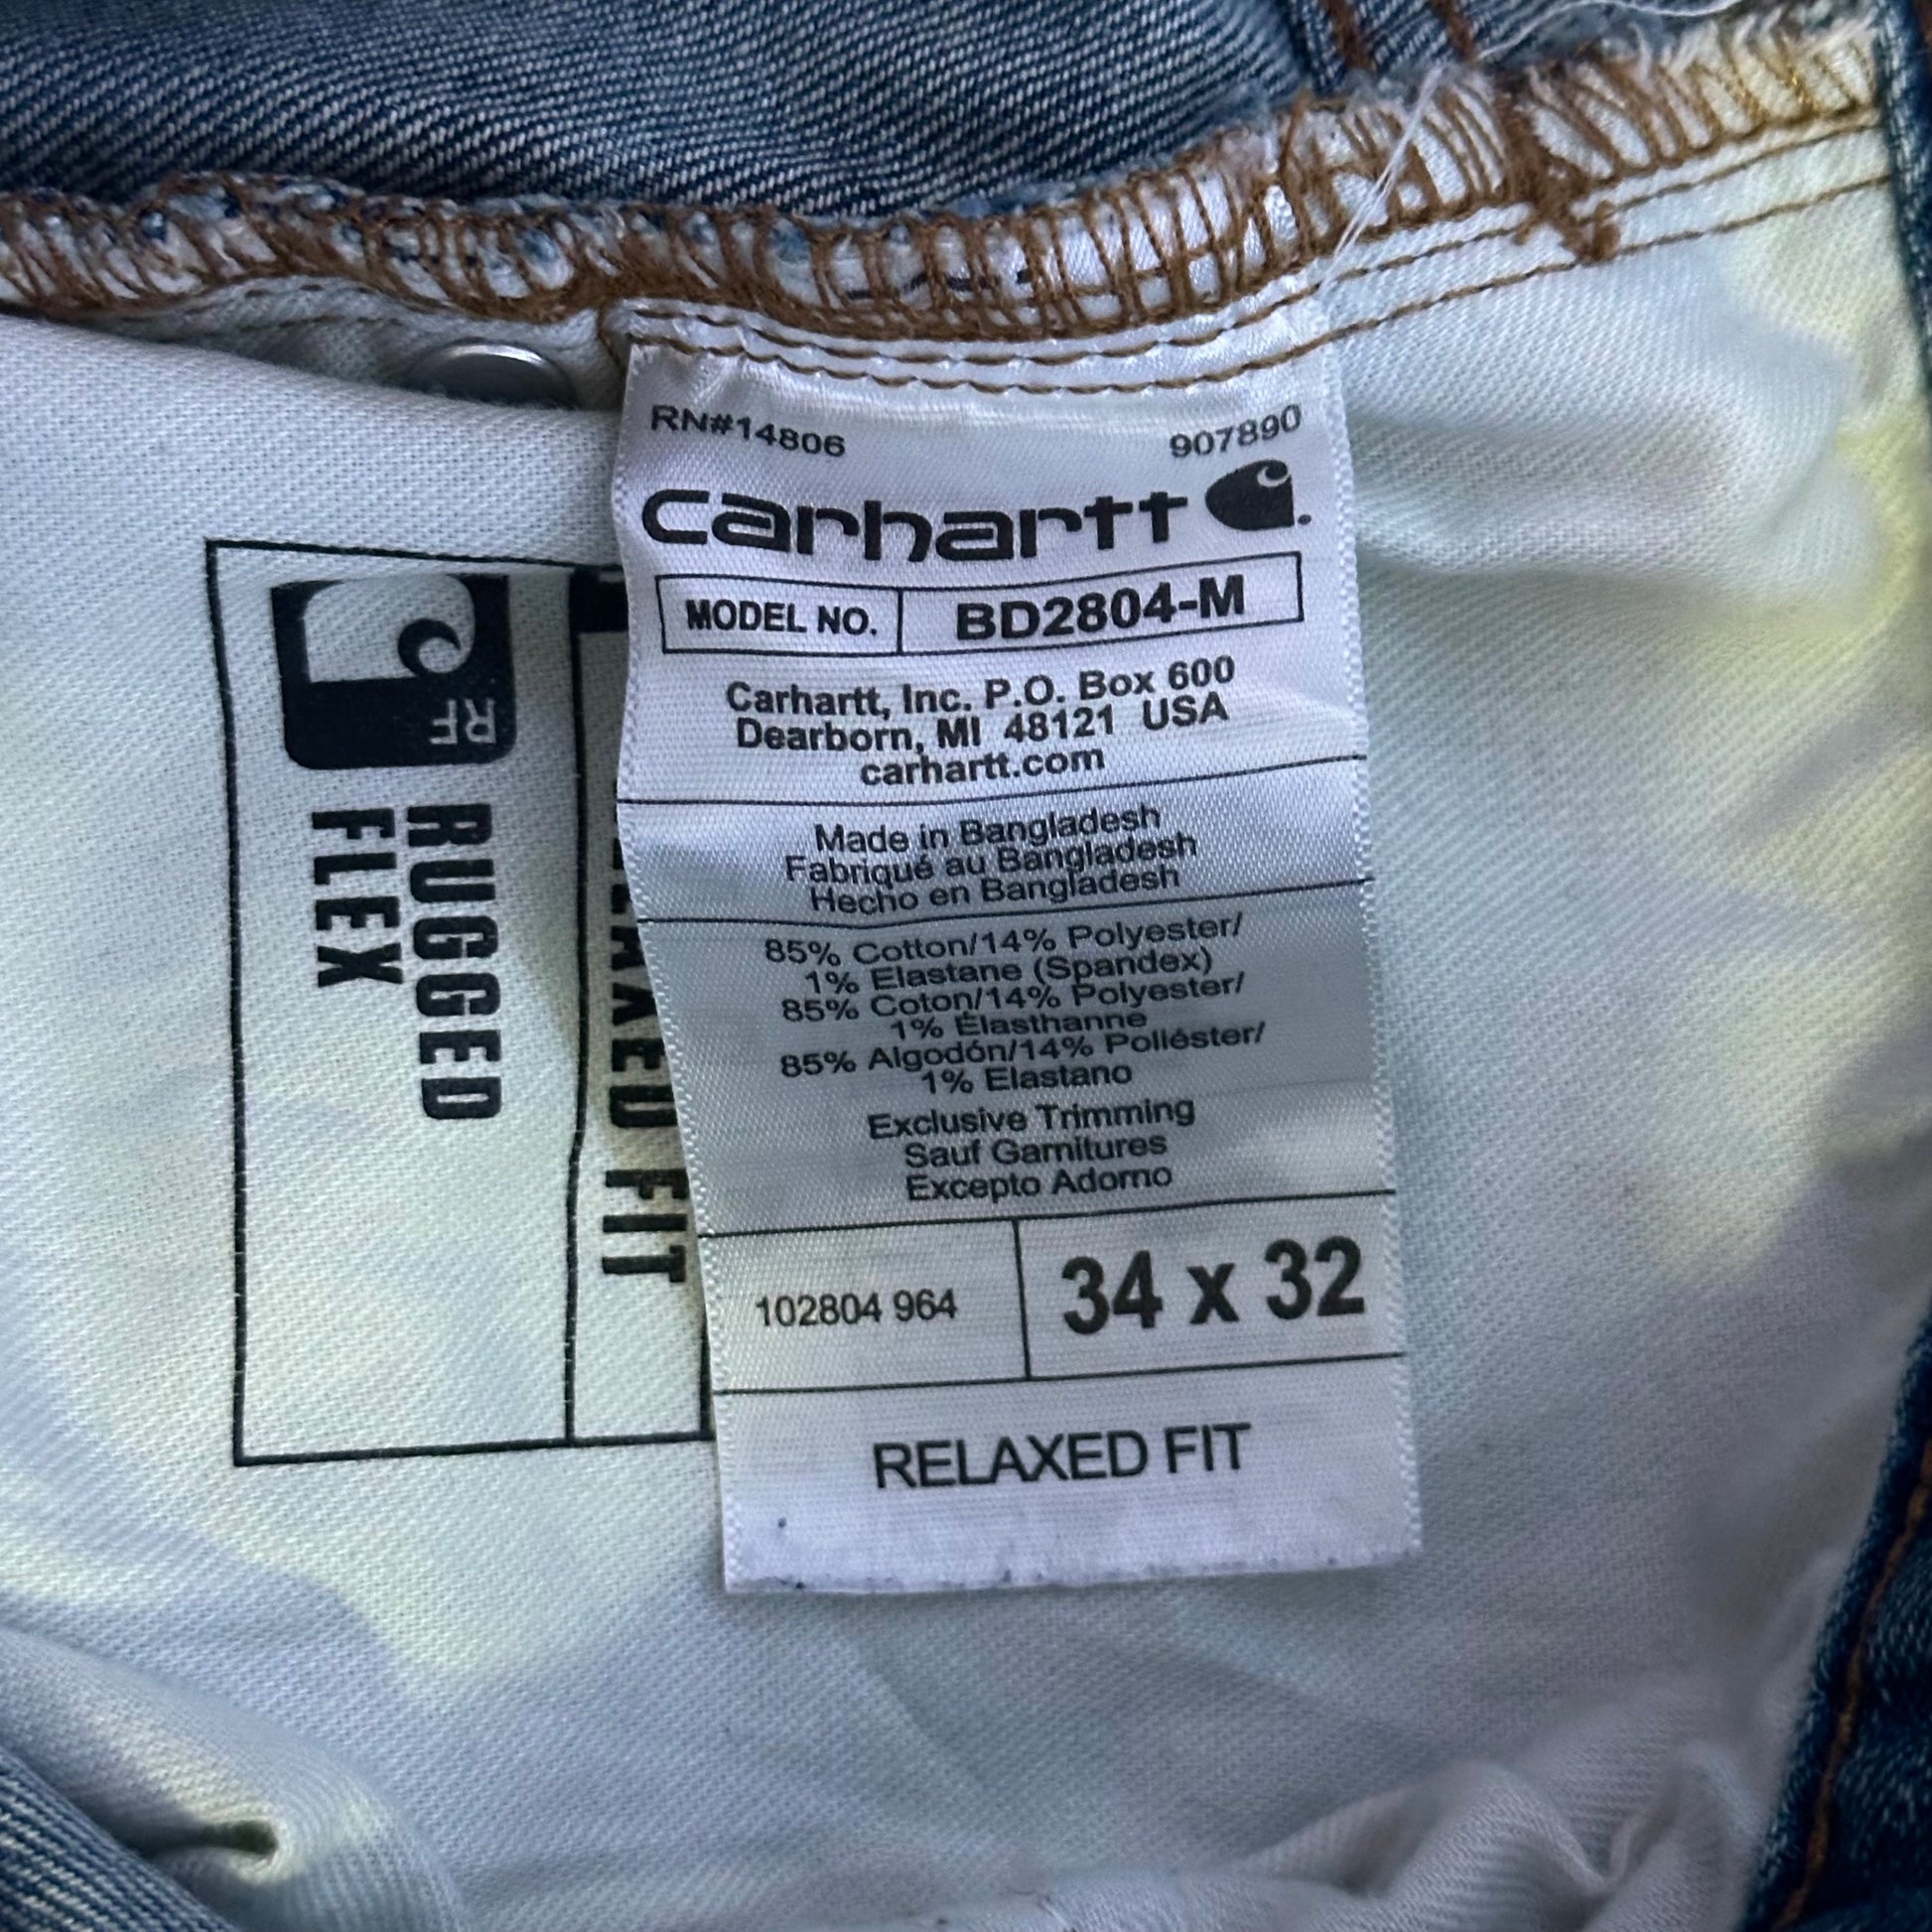 RN#14806 907890
carhartt
MODEL NO. BD2804-M
Carhartt, Inc. P.O. Box 600
Dearborn, MI 48121 USA
carhartt.com
Made in Bangladesh
Fabriqué au Bangladesh
Hecho en Bangladesh
85% Cotton/14% Polyester/
1% Elastane (Spandex)
85% Coton/14% Polyester/
1% Élasthanne
85% Algodón/14% Poliéster/
1% Elastano
Exclusive Trimming
Sauf Garnitures
Excepto Adorno
102804 964 34 x 32
RELAXED FIT
RF
RUGGED
FLEX
FIT